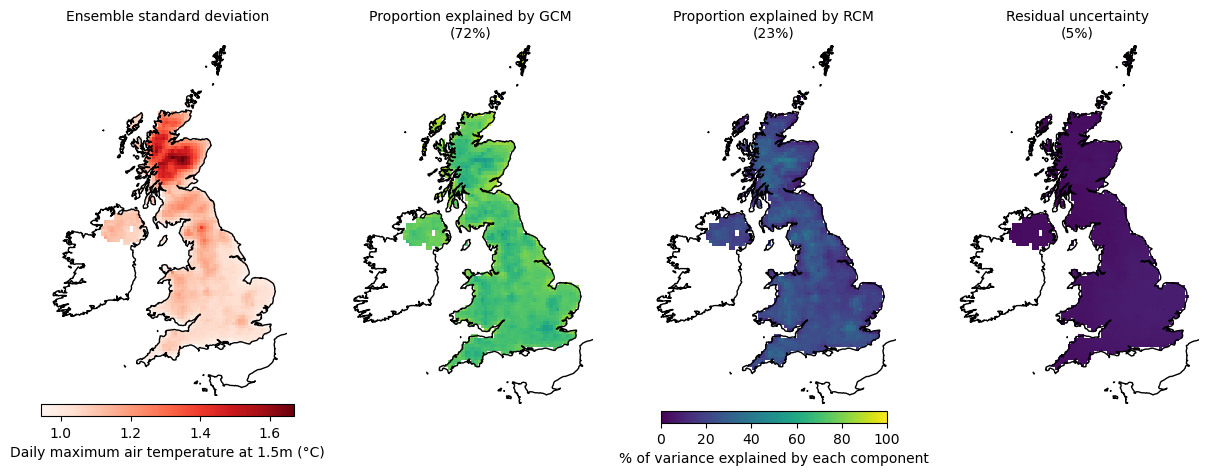 Ensemble standard deviation
Proportion explained by GCM
(72%)
Proportion explained by RCM
(23%)
Residual uncertainty
(5%)
1.0 1.2 1.4 1.6
Daily maximum air temperature at 1.5m (°C)
0 20 40 60 80 100
% of variance explained by each component